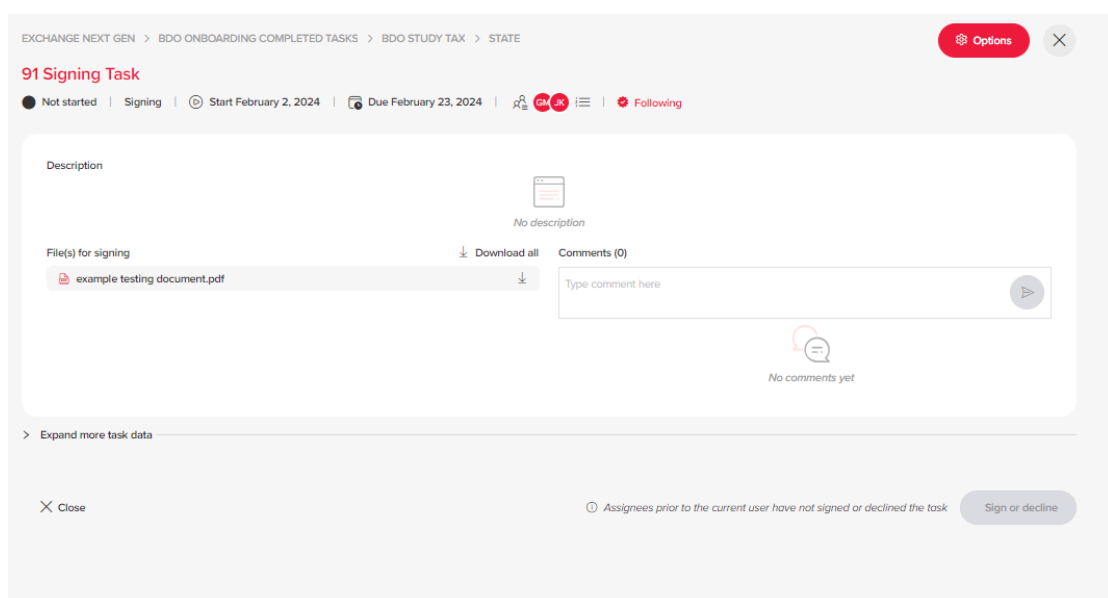 EXCHANGE NEXT GEN > BDO ONBOARDING COMPLETED TASKS > BDO STUDY TAX > STATE
Options
91 Signing Task
Not started | Signing | Start February 2, 2024 | Due February 23, 2024 | GM JK | Following
Description
No description
File(s) for signing
Download all
Comments (0)
example testing document.pdf
Type comment here
No comments yet
Expand more task data
Close
Assignees prior to the current user have not signed or declined the task
Sign or decline